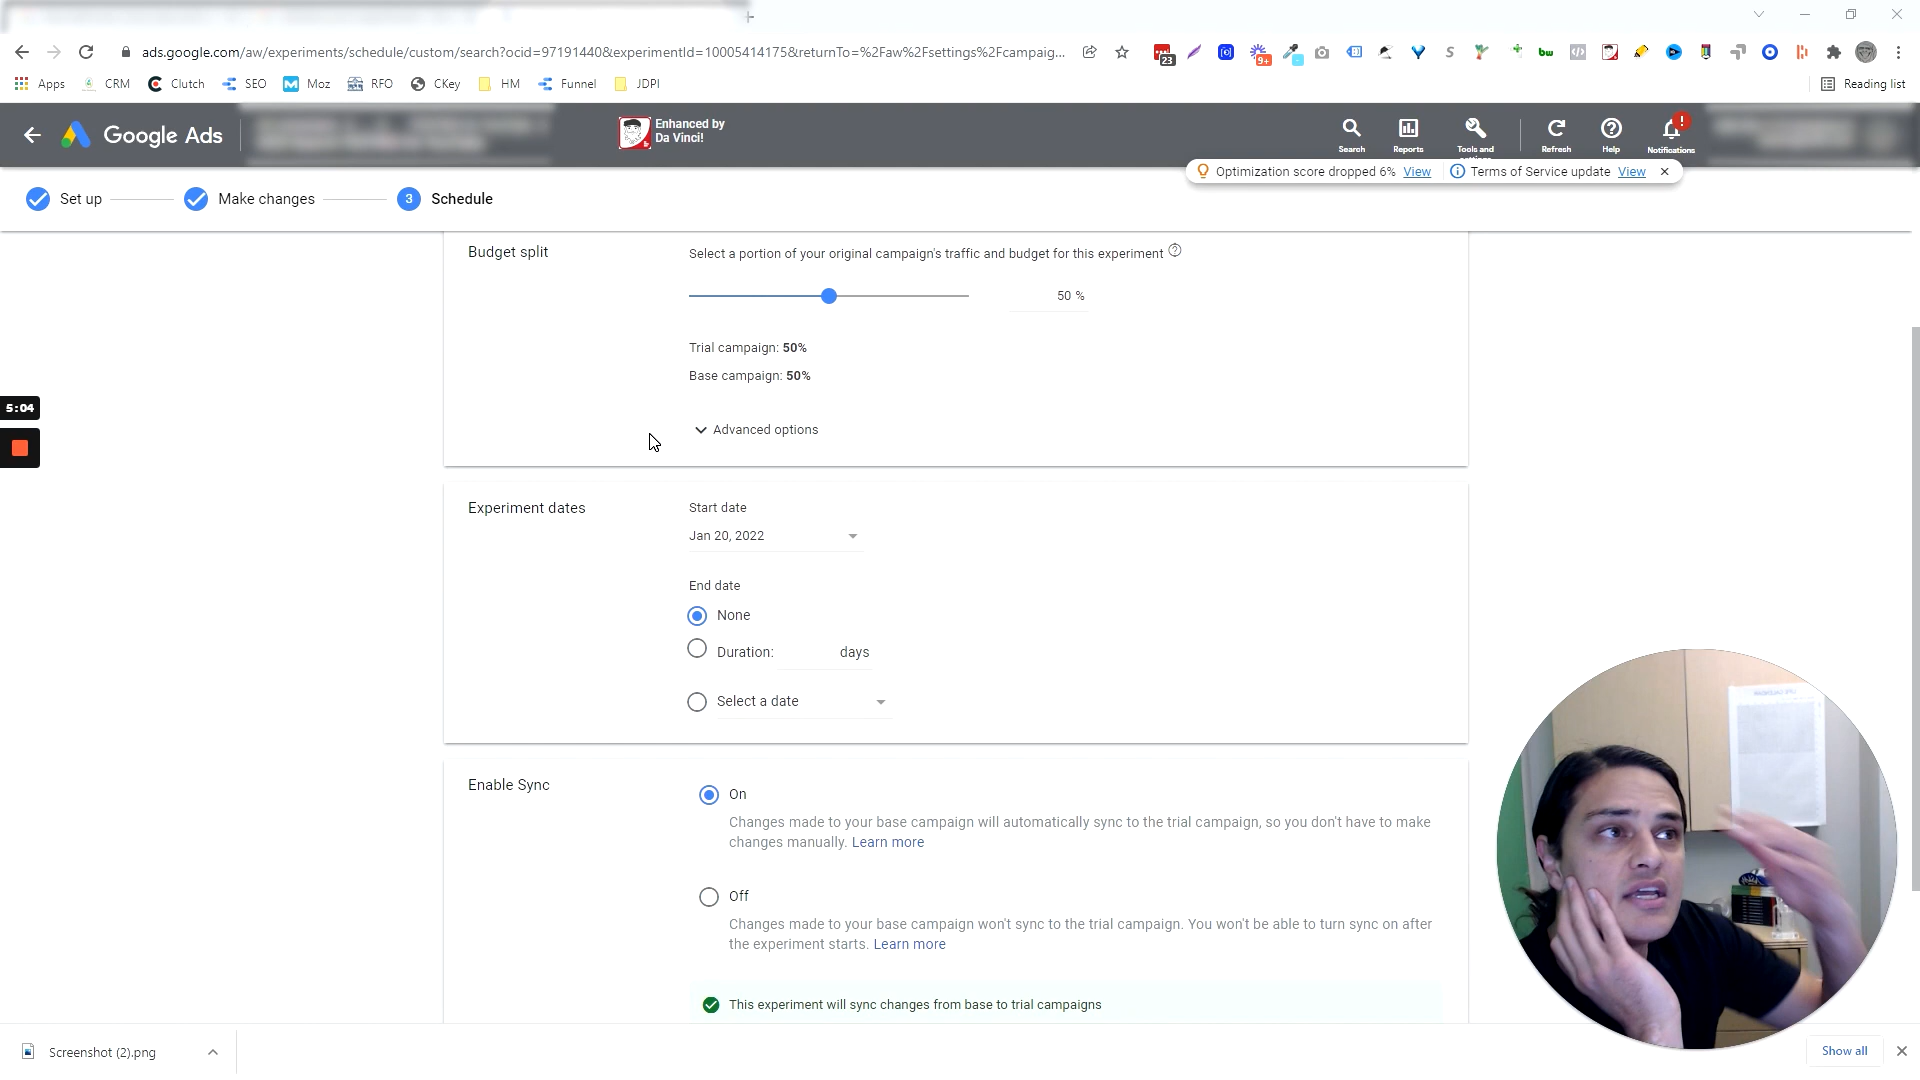 ads.google.com/aw/experiments/schedule/custom/search?ocid=97191440&experimentId=10005414175&returnTo=%2Faw%2Fsettings%2Fcampaig...
23
9+
S
bw
Apps
CRM
Clutch
SEO
Moz
RFO
CKey
HM
Funnel
JDPI
Reading list
Google Ads
Enhanced by
Da Vinci!
Search
Reports
Tools and
Refresh
Help
Notifications
Optimization score dropped 6% View
Terms of Service update View
Set up
Make changes
3 Schedule
Budget split
Select a portion of your original campaign's traffic and budget for this experiment
50 %
Trial campaign: 50%
Base campaign: 50%
5:04
Advanced options
Experiment dates
Start date
Jan 20, 2022
End date
None
Duration: days
Select a date
Enable Sync
On
Changes made to your base campaign will automatically sync to the trial campaign, so you don't have to make
changes manually. Learn more
Off
Changes made to your base campaign won't sync to the trial campaign. You won't be able to turn sync on after
the experiment starts. Learn more
This experiment will sync changes from base to trial campaigns
Screenshot (2).png
Show all